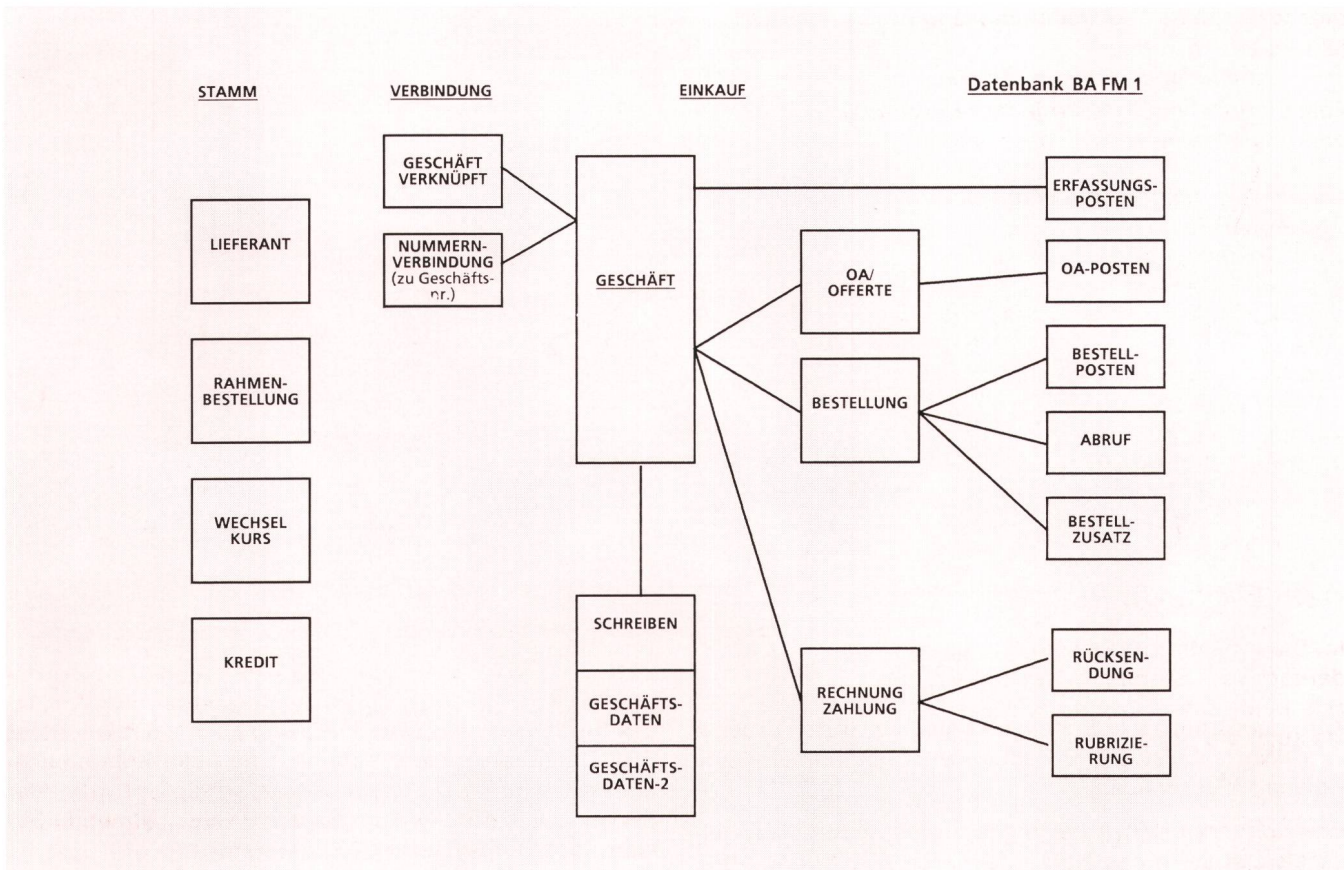 STAMM
VERBINDUNG
EINKAUF
Datenbank BA FM 1
LIEFERANT
RAHMEN-
BESTELLUNG
WECHSEL
KURS
KREDIT
GESCHÄFT
VERKNÜPFT
NUMMERN-
VERBINDUNG
(zu Geschäfts-
nr.)
GESCHÄFT
SCHREIBEN
GESCHÄFTS-
DATEN
GESCHÄFTS-
DATEN-2
OA/
OFFERTE
BESTELLUNG
RECHNUNG
ZAHLUNG
ERFASSUNGS-
POSTEN
OA-POSTEN
BESTELL-
POSTEN
ABRUF
BESTELL-
ZUSATZ
RÜCKSEN-
DUNG
RUBRIZIE-
RUNG